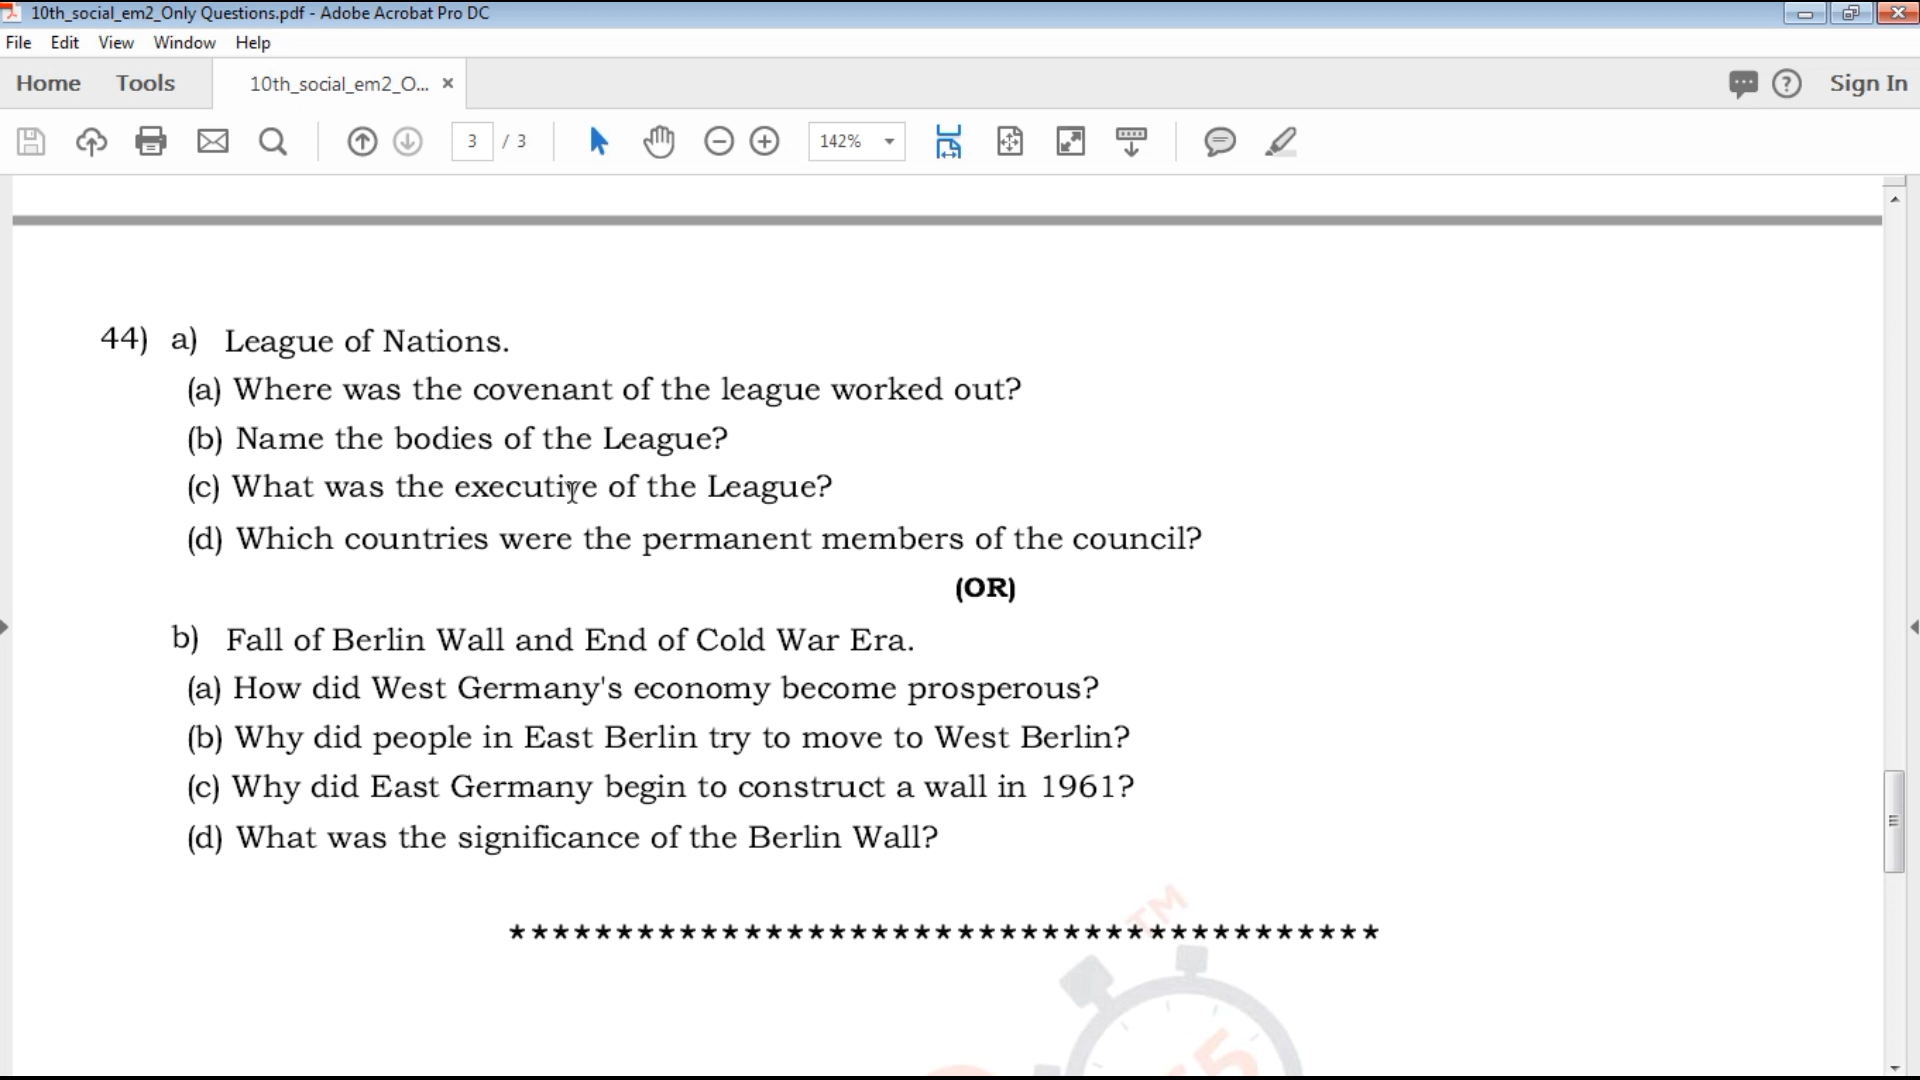 10th_social_em2_Only Questions.pdf - Adobe Acrobat Pro DC
File Edit View Window Help
Home Tools 10th_social_em2_O... × Sign In
3 / 3 142%
44) a) League of Nations.
(a) Where was the covenant of the league worked out?
(b) Name the bodies of the League?
(c) What was the executive of the League?
(d) Which countries were the permanent members of the council?
(OR)
b) Fall of Berlin Wall and End of Cold War Era.
(a) How did West Germany's economy become prosperous?
(b) Why did people in East Berlin try to move to West Berlin?
(c) Why did East Germany begin to construct a wall in 1961?
(d) What was the significance of the Berlin Wall?
TM
*****************************************
5